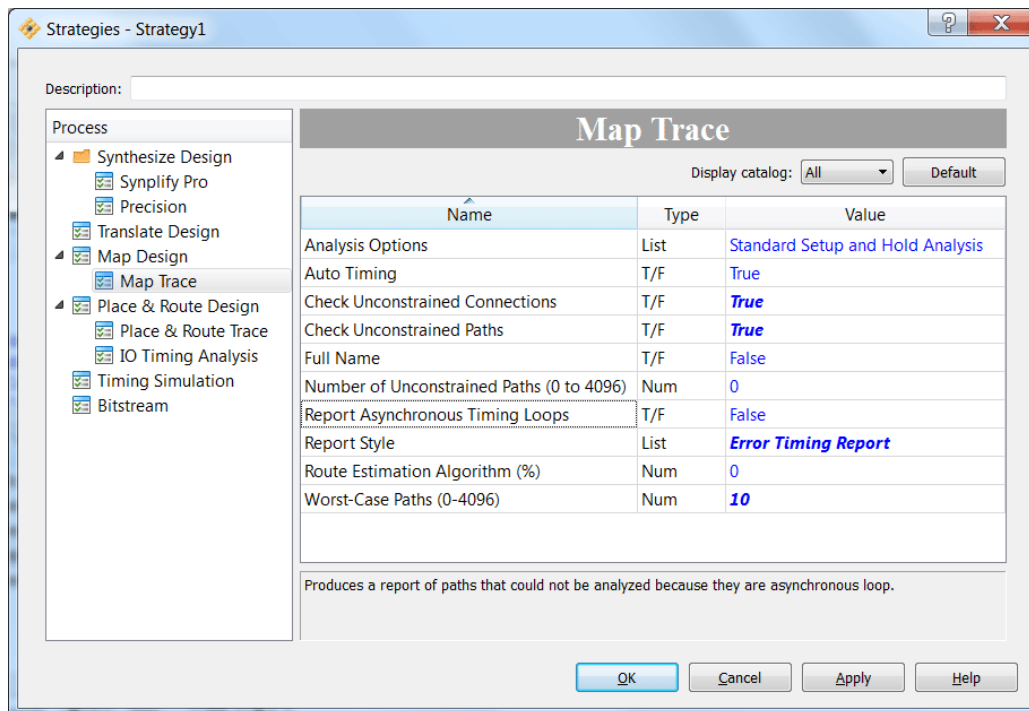 Strategies - Strategy1
Description:
Process
Synthesize Design
Synplify Pro
Precision
Translate Design
Map Design
Map Trace
Place & Route Design
Place & Route Trace
IO Timing Analysis
Timing Simulation
Bitstream
Map Trace
Display catalog: All Default
Name Type Value
Analysis Options List Standard Setup and Hold Analysis
Auto Timing T/F True
Check Unconstrained Connections T/F True
Check Unconstrained Paths T/F True
Full Name T/F False
Number of Unconstrained Paths (0 to 4096) Num 0
Report Asynchronous Timing Loops T/F False
Report Style List Error Timing Report
Route Estimation Algorithm (%) Num 0
Worst-Case Paths (0-4096) Num 10
Produces a report of paths that could not be analyzed because they are asynchronous loop.
OK Cancel Apply Help